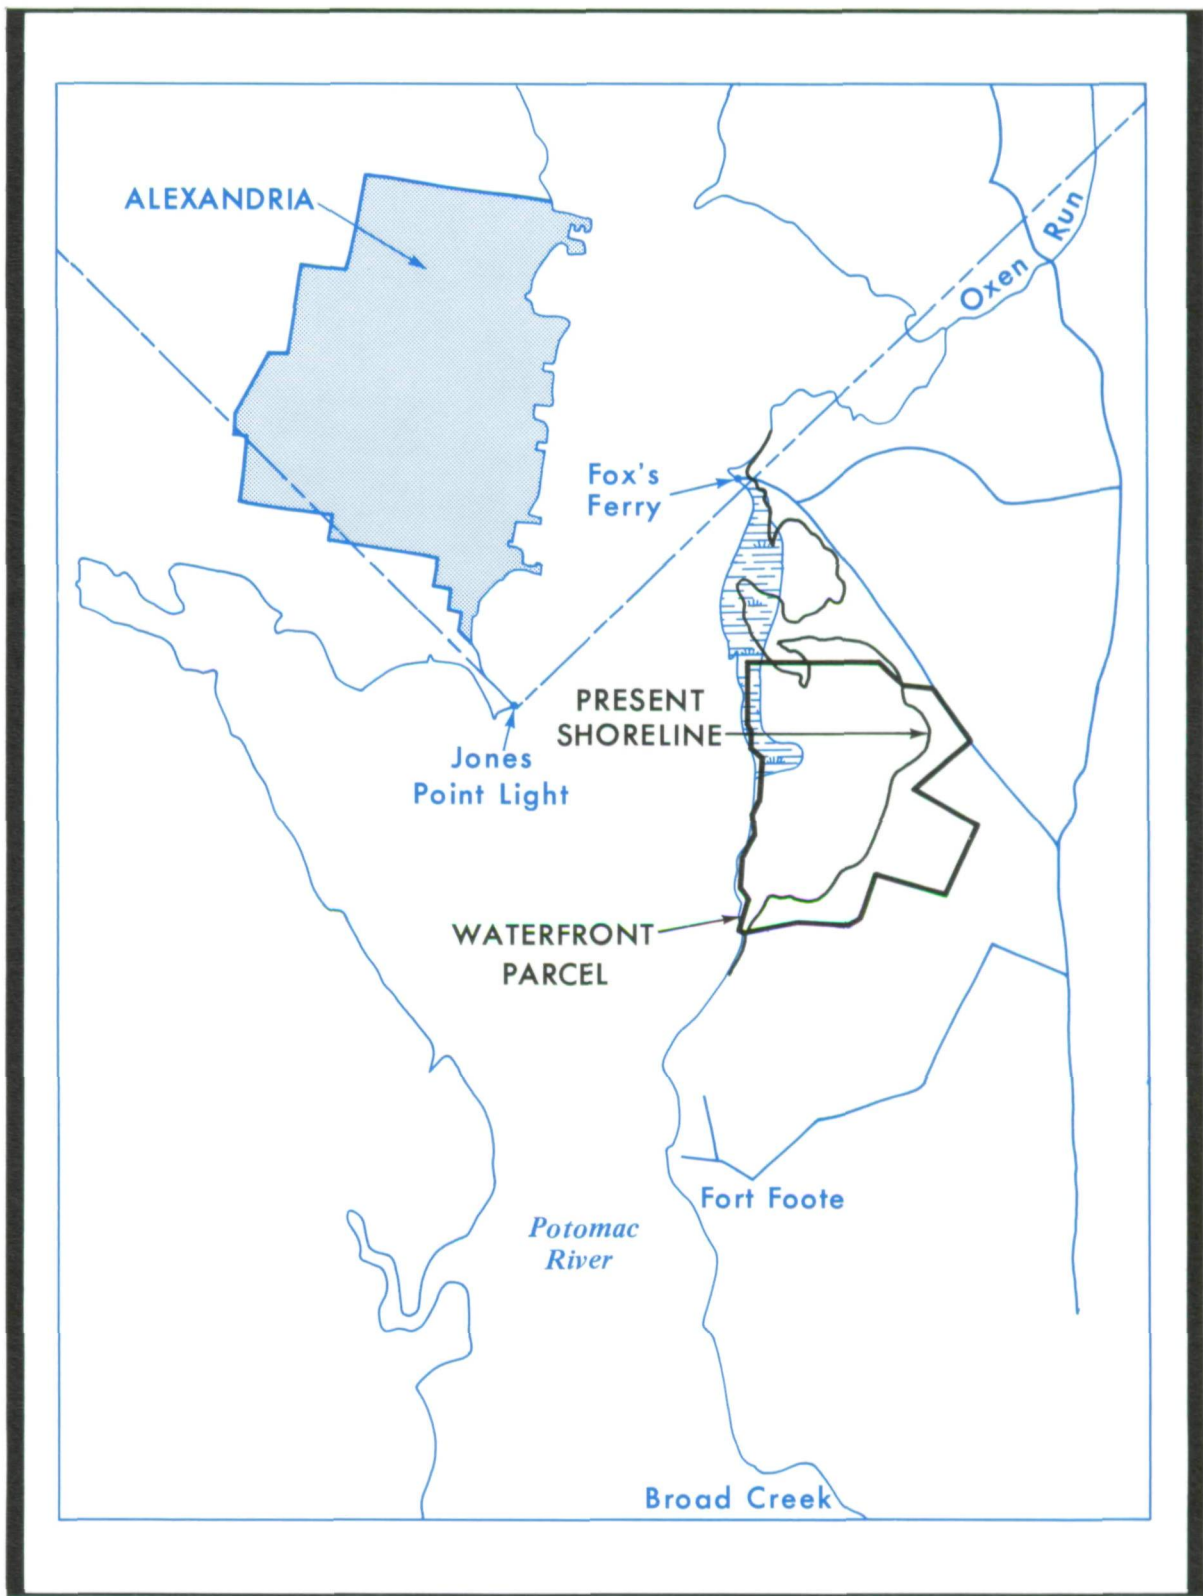 ALEXANDRIA
Oxen Run
Fox's
Ferry
PRESENT
SHORELINE
Jones
Point Light
WATERFRONT
PARCEL
Fort Foote
Potomac
River
Broad Creek